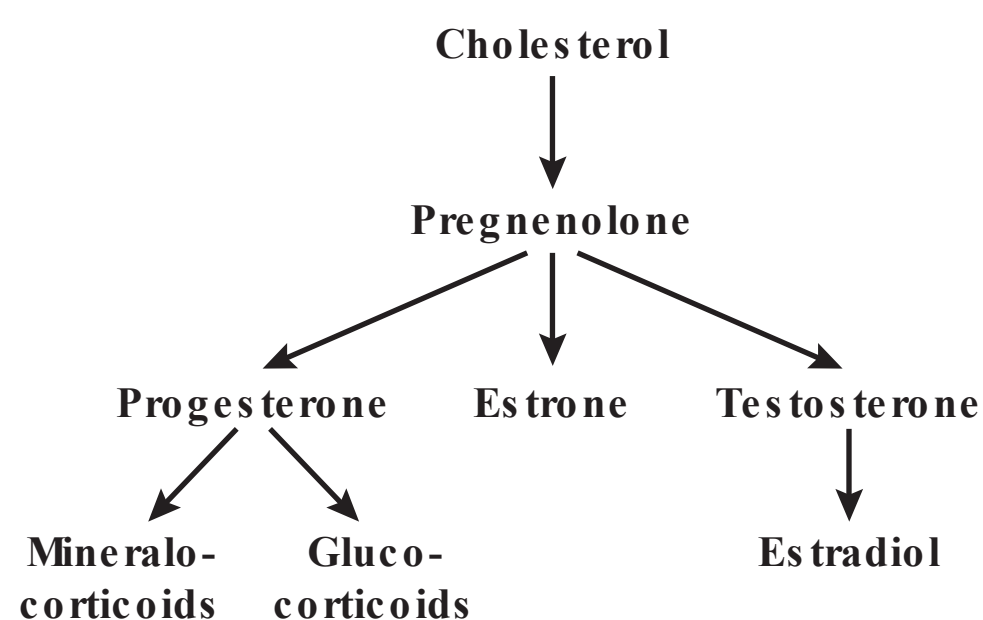 Cholesterol
Pregnenolone
Progesterone
Estrone
Testosterone
Mineralo-
corticoids
Gluco-
corticoids
Estradiol